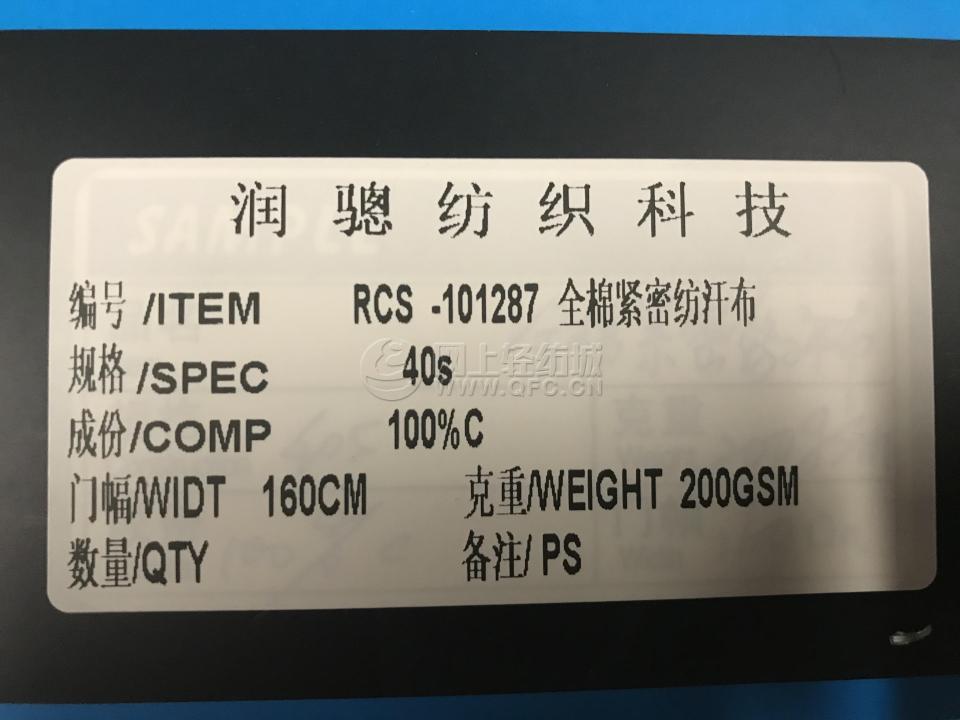 润骢纺织科技
编号/ITEM RCS -101287 全棉紧密纺汗布
规格/SPEC 40s
网上轻纺城
WWW.QFC.CN
成份/COMP 100%C
门幅/WIDT 160CM 克重/WEIGHT 200GSM
数量/QTY 备注/PS